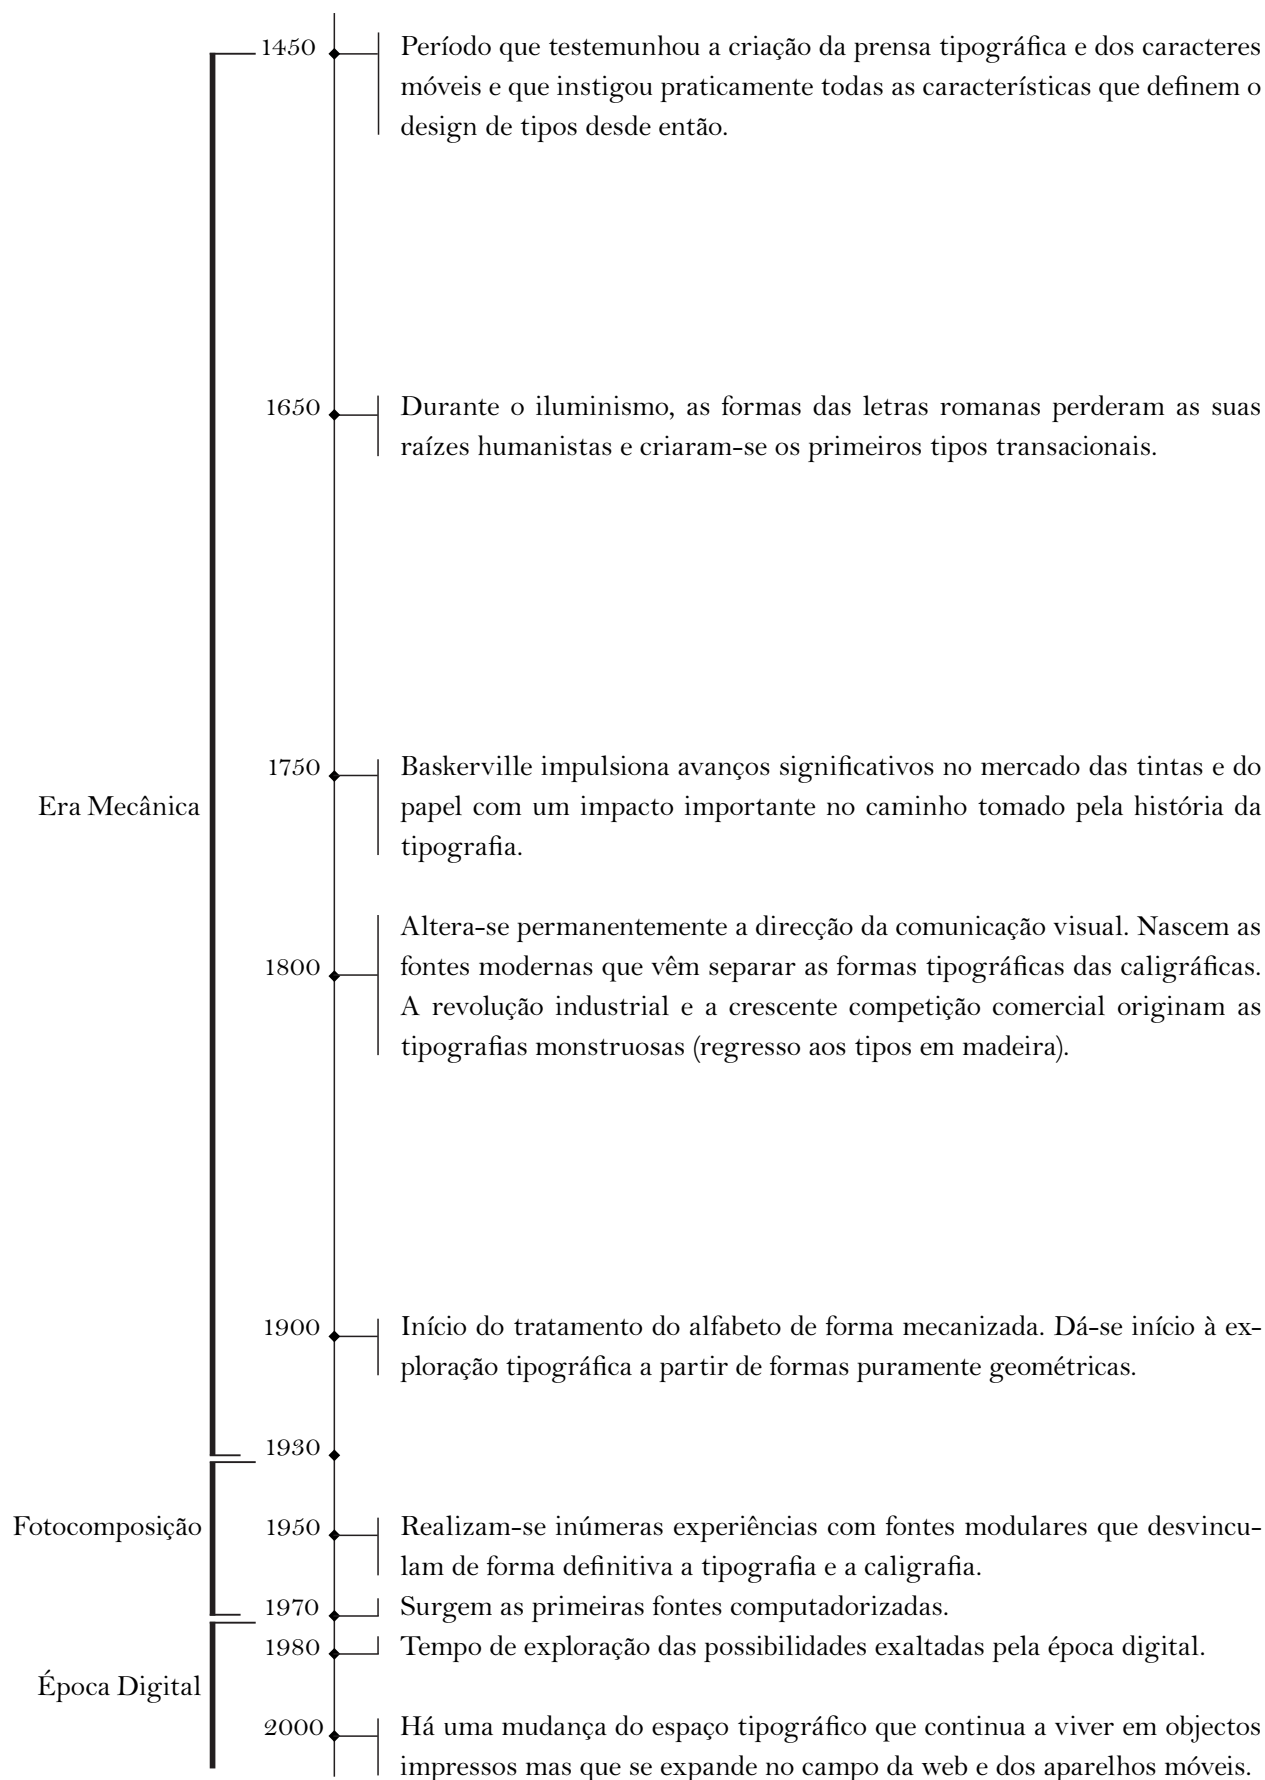 1450
Período que testemunhou a criação da prensa tipográfica e dos caracteres
móveis e que instigou praticamente todas as características que definem o
design de tipos desde então.
1650
Durante o iluminismo, as formas das letras romanas perderam as suas
raízes humanistas e criaram-se os primeiros tipos transacionais.
Era Mecânica
1750
Baskerville impulsiona avanços significativos no mercado das tintas e do
papel com um impacto importante no caminho tomado pela história da
tipografia.
1800
Altera-se permanentemente a direcção da comunicação visual. Nascem as
fontes modernas que vêm separar as formas tipográficas das caligráficas.
A revolução industrial e a crescente competição comercial originam as
tipografias monstruosas (regresso aos tipos em madeira).
1900
Início do tratamento do alfabeto de forma mecanizada. Dá-se início à ex-
ploração tipográfica a partir de formas puramente geométricas.
1930
Fotocomposição
1950
Realizam-se inúmeras experiências com fontes modulares que desvincu-
lam de forma definitiva a tipografia e a caligrafia.
1970
Surgem as primeiras fontes computadorizadas.
1980
Tempo de exploração das possibilidades exaltadas pela época digital.
Época Digital
2000
Há uma mudança do espaço tipográfico que continua a viver em objectos
impressos mas que se expande no campo da web e dos aparelhos móveis.